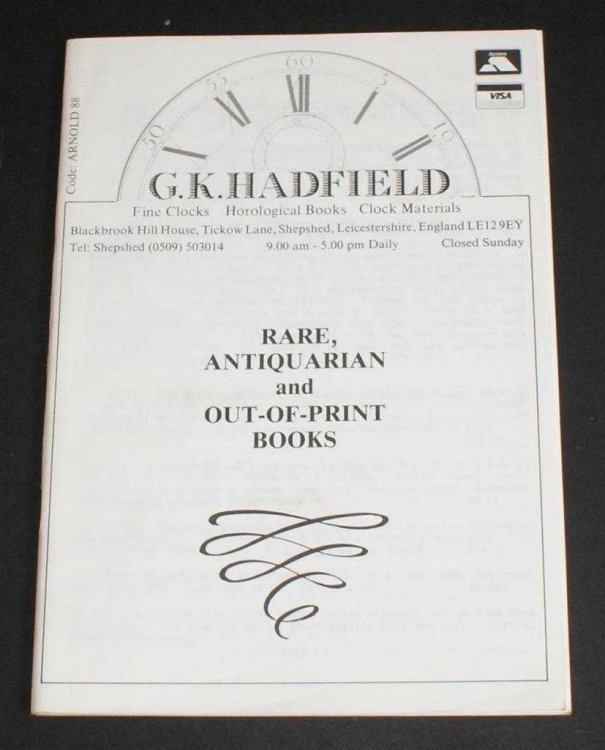 Access
VISA
Code: ARNOLD 88
50 55 60 5 10
G.K.HADFIELD
Fine Clocks Horological Books Clock Materials
Blackbrook Hill House, Tickow Lane, Shepshed, Leicestershire, England LE12 9EY
Tel: Shepshed (0509) 503014 9.00 am - 5.00 pm Daily Closed Sunday
RARE,
ANTIQUARIAN
and
OUT-OF-PRINT
BOOKS